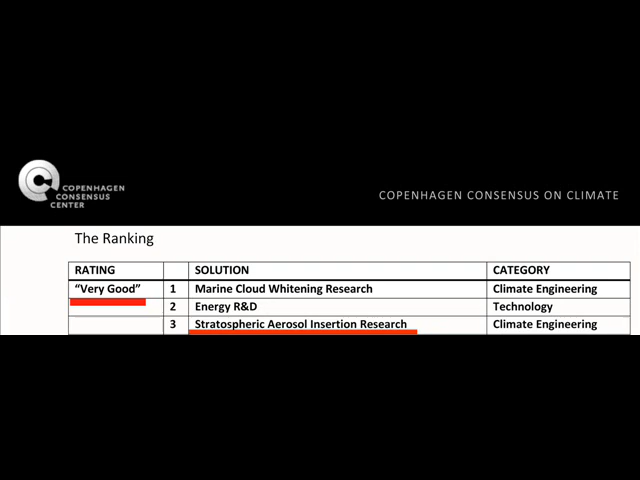 COPENHAGEN
CONSENSUS
CENTER
COPENHAGEN CONSENSUS ON CLIMATE
The Ranking
RATING SOLUTION CATEGORY
“Very Good” 1 Marine Cloud Whitening Research Climate Engineering
2 Energy R&D Technology
3 Stratospheric Aerosol Insertion Research Climate Engineering